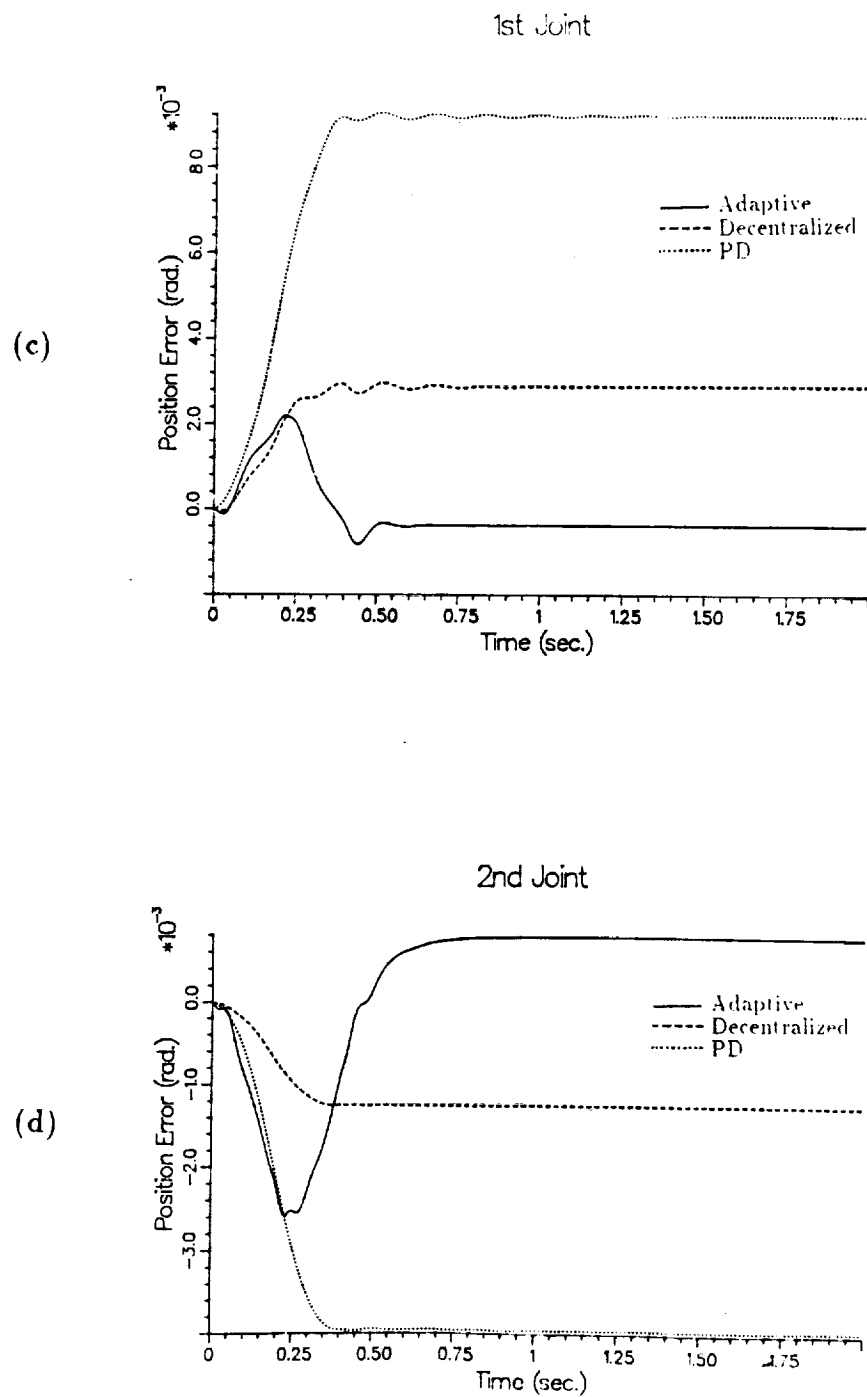 1st Joint
*10⁻³
8.0
6.0
4.0
2.0
0.0
Position Error (rad.)
Adaptive
Decentralized
PD
(c)
0 0.25 0.50 0.75 1 1.25 1.50 1.75
Time (sec.)
2nd Joint
*10⁻³
0.0
-1.0
-2.0
-3.0
Position Error (rad.)
Adaptive
Decentralized
PD
(d)
0 0.25 0.50 0.75 1 1.25 1.50 1.75
Time (sec.)